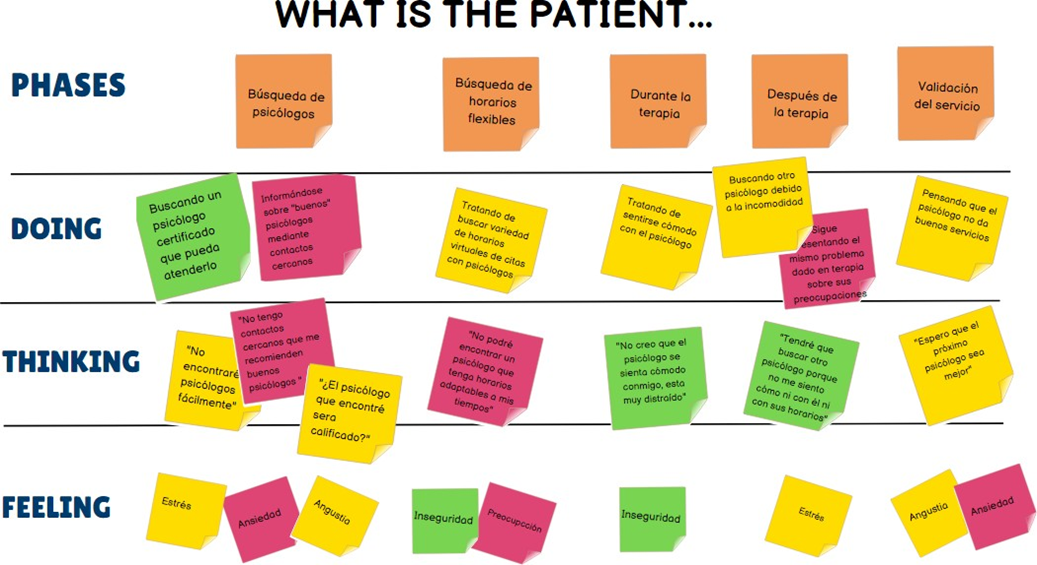 WHAT IS THE PATIENT...
PHASES
Búsqueda de
psicólogos
Búsqueda de
horarios
flexibles
Durante la
terapia
Después de
la terapia
Validación
del servicio
DOING
Buscando un
psicólogo
certificado
que pueda
atenderlo
Informándose
sobre "buenos"
psicólogos
mediante
contactos
cercanos
Tratando de
buscar variedad
de horarios
virtuales de citas
con psicólogos
Tratando de
sentirse cómodo
con el psicólogo
Buscando otro
psicólogo debido
a la incomodidad
Sigue
esentando el
mismo problema
dado en terapia
sobre sus
preocupaciones
Pensando que el
psicólogo no da
buenos servicios
THINKING
"No
encontraré
psicólogos
fácilmente"
"No tengo
contactos
cercanos que me
recomienden
buenos
psicólogos "
"¿El psicólogo
que encontré
sera
calificado?"
"No podré
encontrar un
psicólogo que
tenga horarios
adaptables a mis
tiempos"
"No creo que el
psicólogo se
sienta cómodo
conmigo, esta
muy distraído"
"Tendré que
buscar otro
psicólogo porque
no me siento
cómo ni con él ni
con sus horarios"
"Espero que el
próximo
psicólogo sea
mejor"
FEELING
Estrés
Ansiedad
Angustia
Inseguridad
Preocupcción
Inseguridad
Estrés
Angustia
Ansiedad